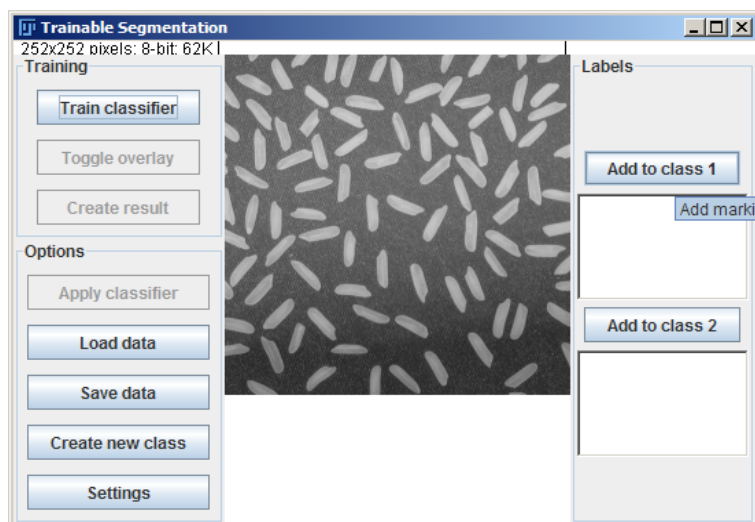 Trainable Segmentation
252x252 pixels; 8-bit; 62K
Training
Train classifier
Toggle overlay
Create result
Options
Apply classifier
Load data
Save data
Create new class
Settings
Labels
Add to class 1
Add marki
Add to class 2